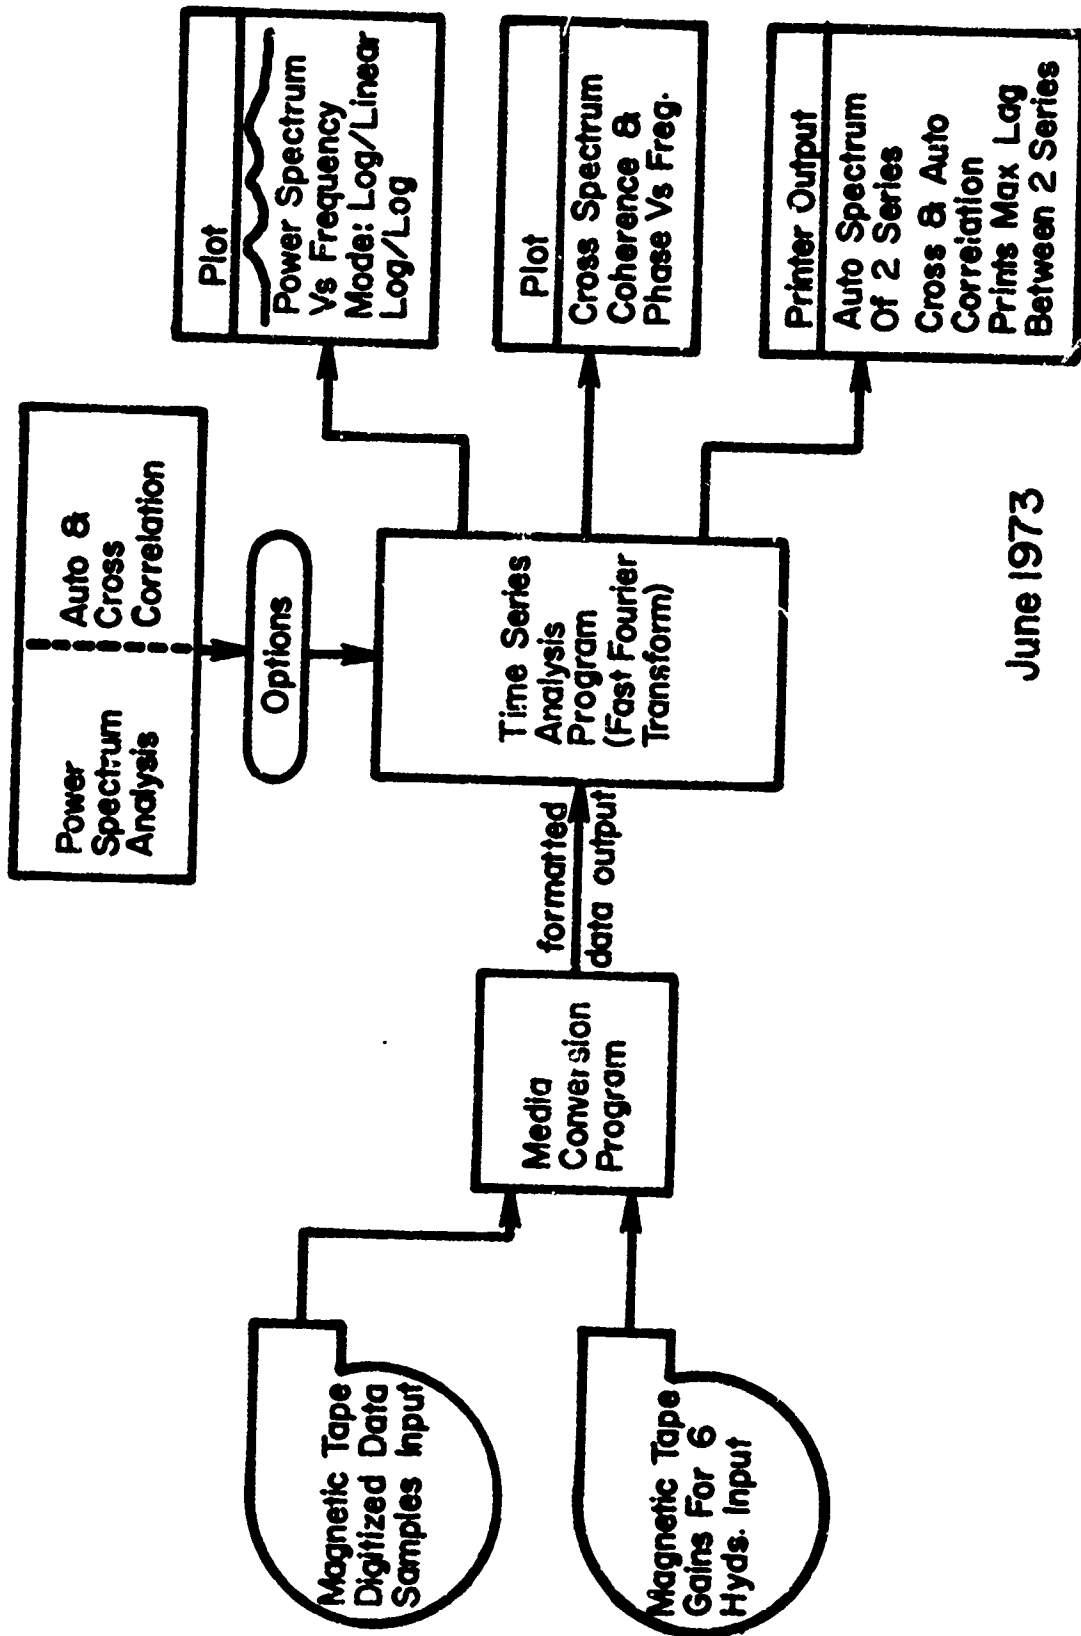 Power
Spectrum
Analysis
Auto &
Cross
Correlation
Options
Magnetic Tape
Digitized Data
Samples Input
Magnetic Tape
Gains For 6
Hyds. Input
Media
Conversion
Program
formatted
data output
Time Series
Analysis
Program
(Fast Fourier
Transform)
Plot
Power Spectrum
Vs Frequency
Mode: Log/Linear
Log/Log
Plot
Cross Spectrum
Coherence &
Phase Vs Freq.
Printer Output
Auto Spectrum
Of 2 Series
Cross & Auto
Correlation
Prints Max Lag
Between 2 Series
June 1973